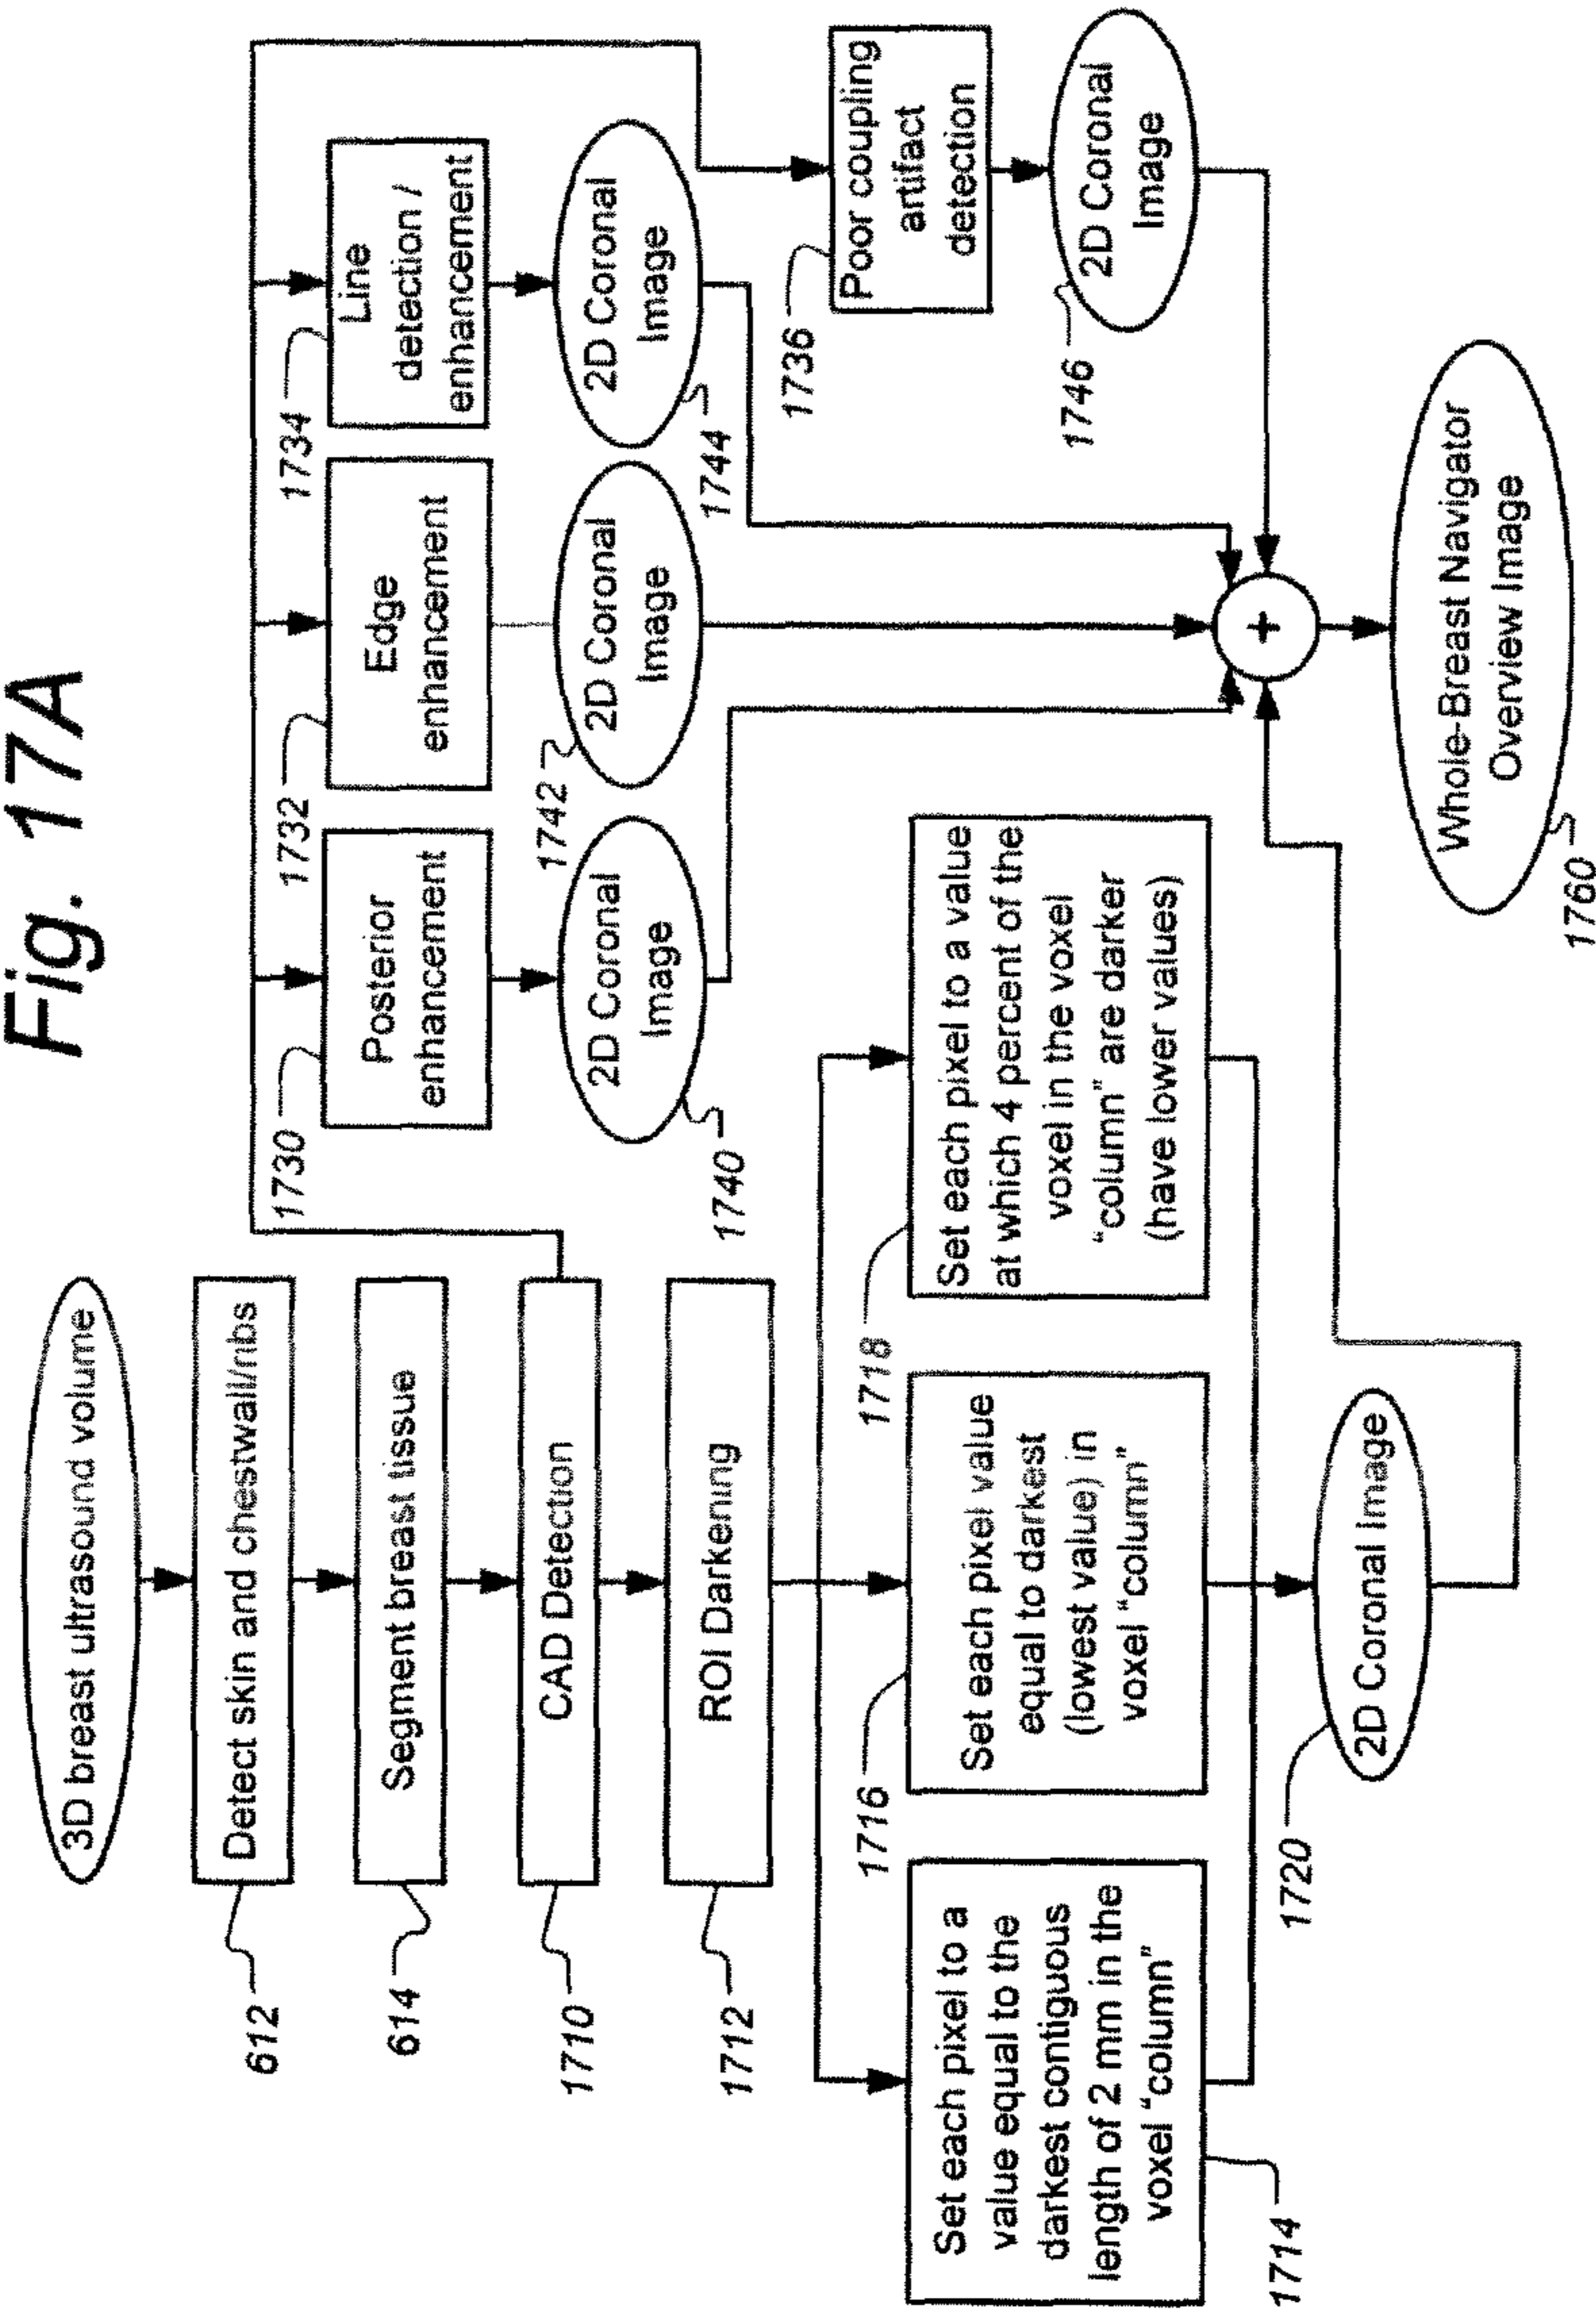 Fig. 17A
3D breast ultrasound volume
612
Detect skin and chestwall/ribs
614
Segment breast tissue
1710
CAD Detection
1712
ROI Darkening
1714
Set each pixel to a
value equal to the
darkest contiguous
length of 2 mm in the
voxel "column"
1716
Set each pixel value
equal to darkest
(lowest value) in
voxel "column"
1718
Set each pixel to a value
at which 4 percent of the
voxel in the voxel
"column" are darker
(have lower values)
1720
2D Coronal Image
1730
Posterior
enhancement
1740
2D Coronal
Image
1732
Edge
enhancement
1742
2D Coronal
Image
1734
Line
detection /
enhancement
1744
2D Coronal
Image
1736
Poor coupling
artifact
detection
1746
2D Coronal
Image
+
1760
Whole-Breast Navigator
Overview Image